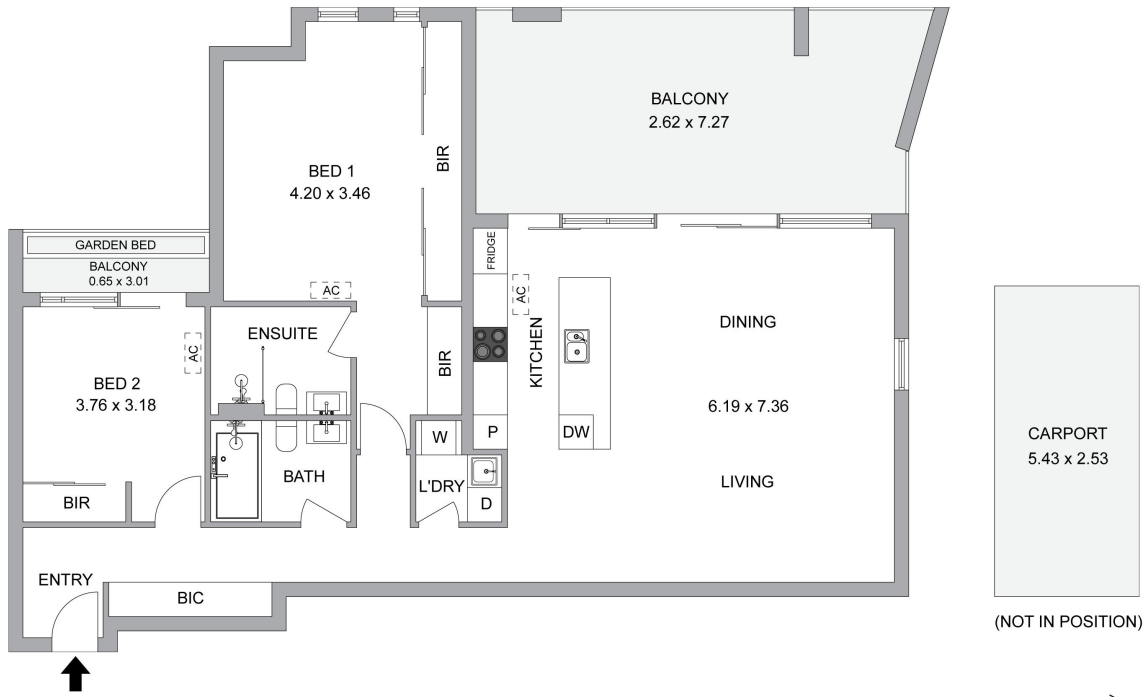 BALCONY
2.62 x 7.27
BED 1
4.20 x 3.46
BIR
GARDEN BED
BALCONY
0.65 x 3.01
AC
FRIDGE
AC
KITCHEN
DINING
ENSUITE
AC
BIR
BED 2
3.76 x 3.18
6.19 x 7.36
W
P
DW
CARPORT
5.43 x 2.53
BATH
L'DRY
D
LIVING
BIR
ENTRY
BIC
(NOT IN POSITION)